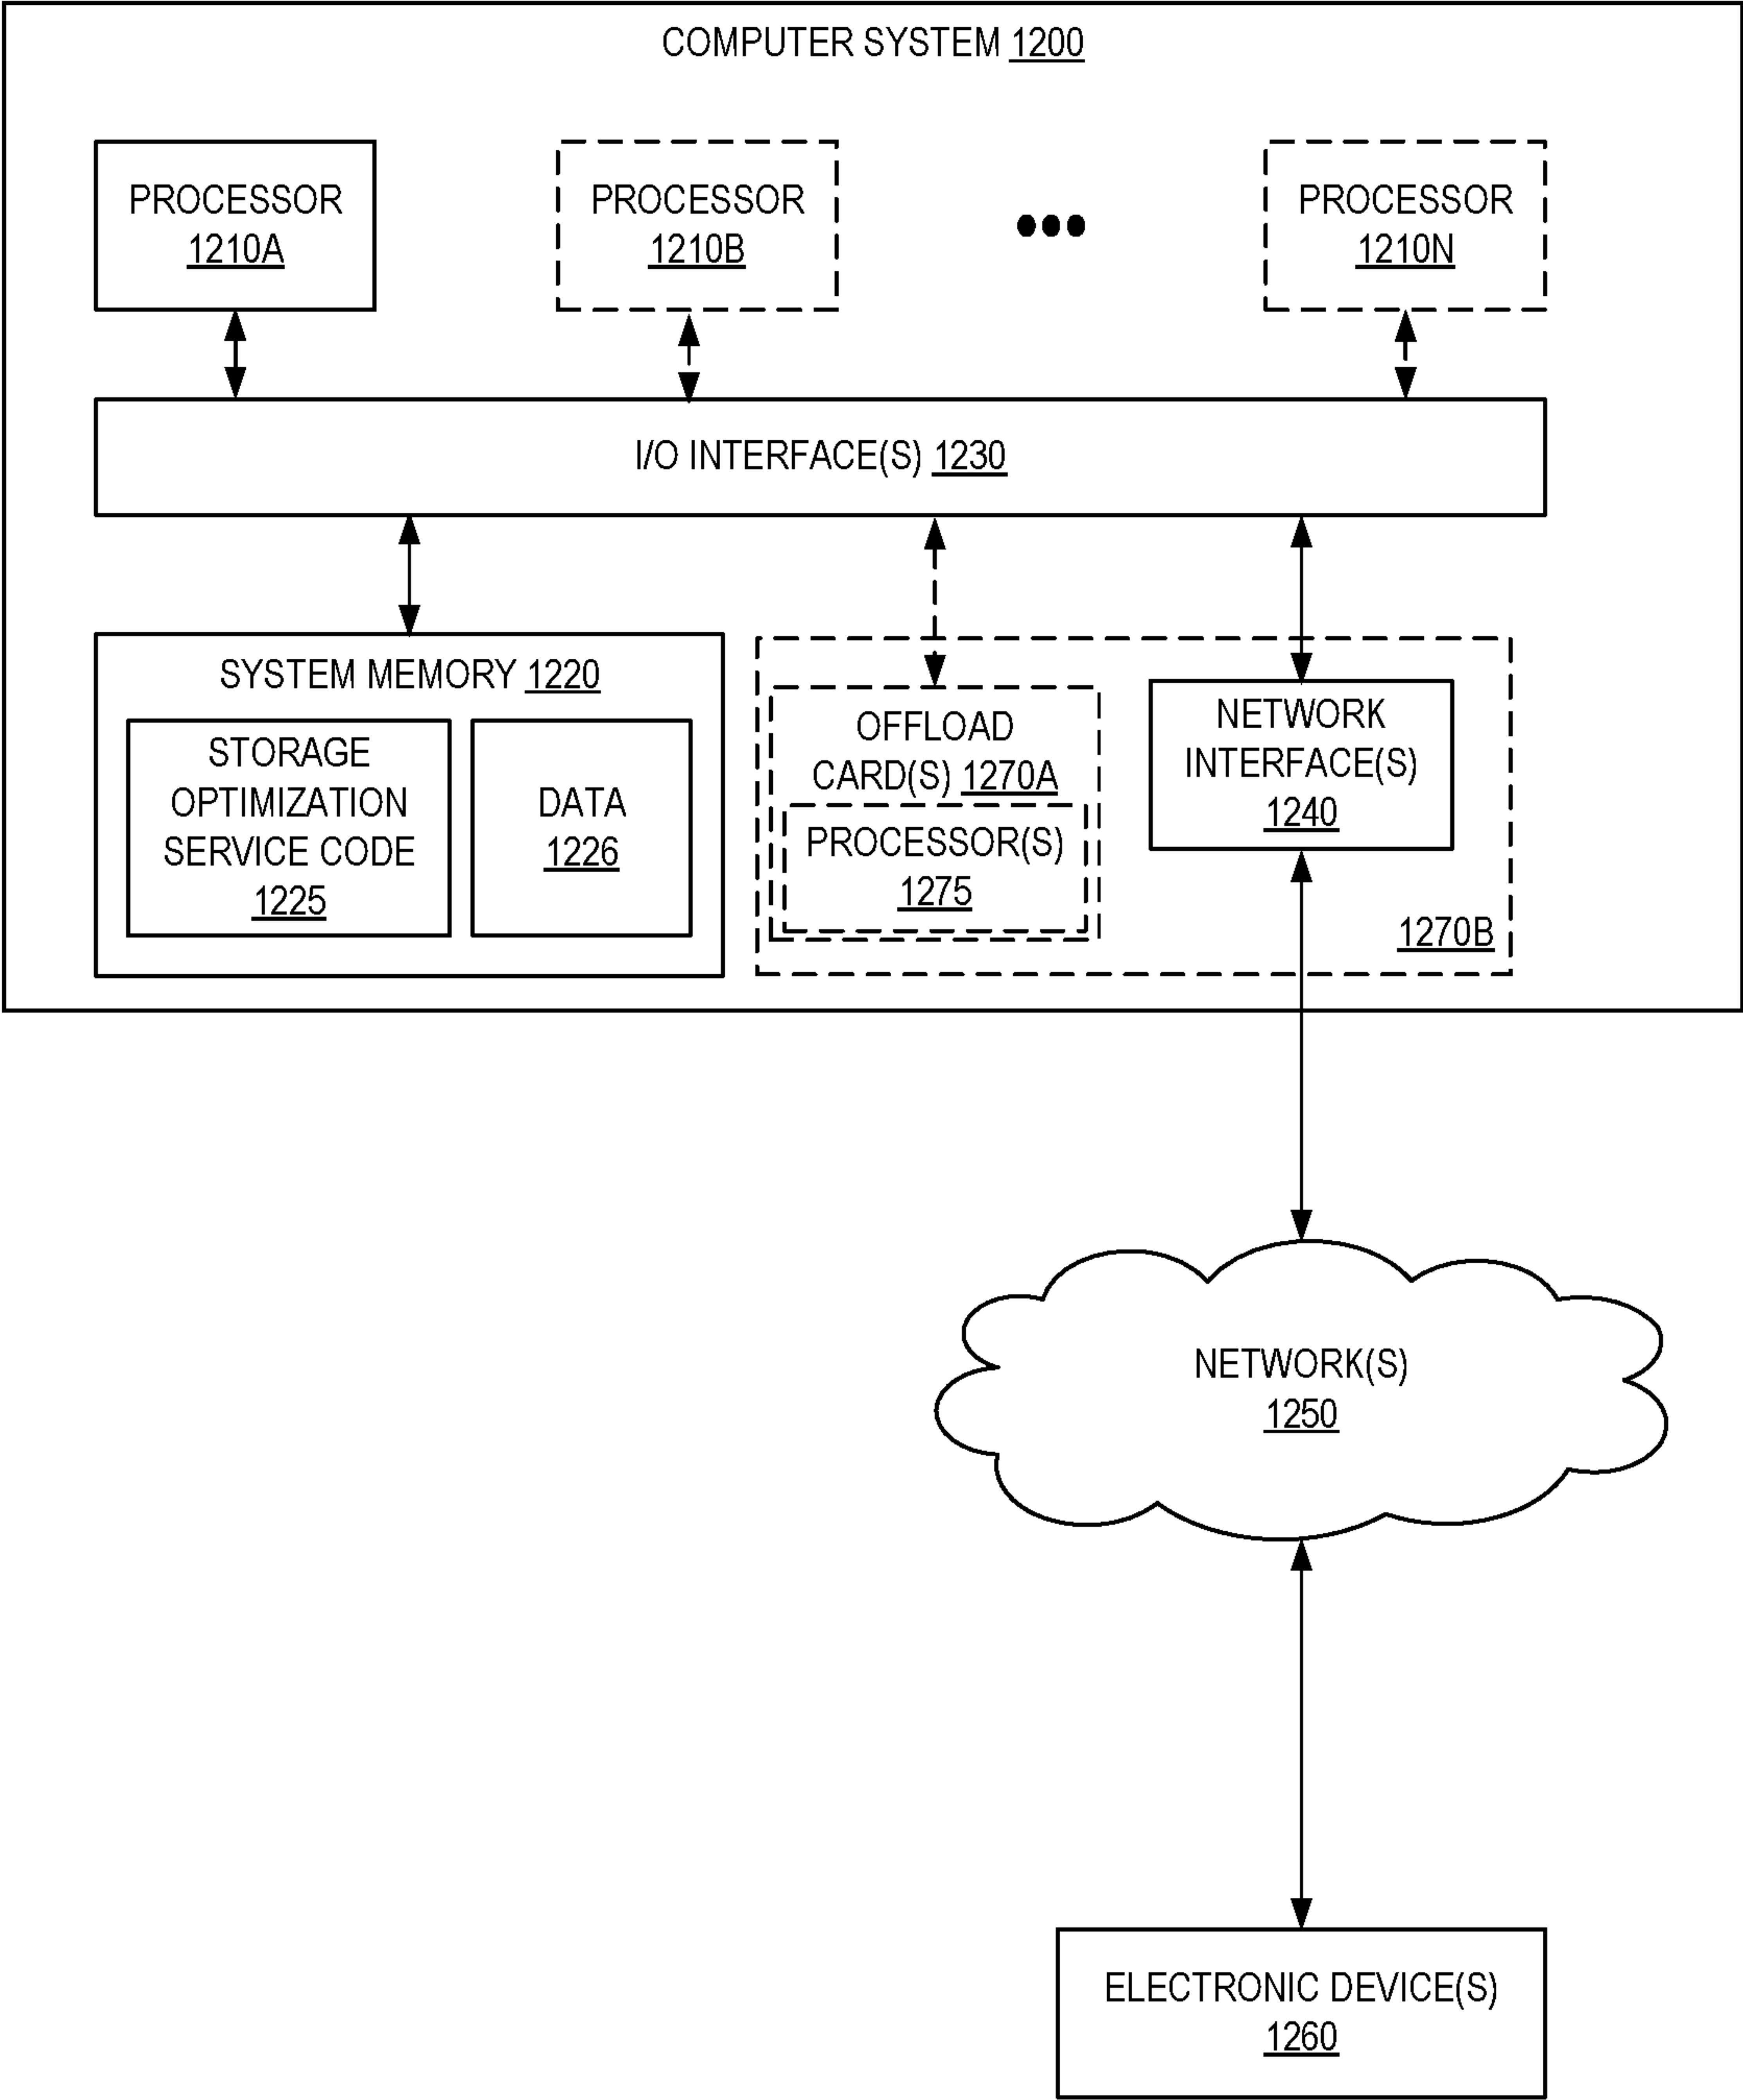 COMPUTER SYSTEM 1200
PROCESSOR
1210A
PROCESSOR
1210B
PROCESSOR
1210N
I/O INTERFACE(S) 1230
SYSTEM MEMORY 1220
STORAGE
OPTIMIZATION
SERVICE CODE
1225
DATA
1226
OFFLOAD
CARD(S) 1270A
PROCESSOR(S)
1275
NETWORK
INTERFACE(S)
1240
1270B
NETWORK(S)
1250
ELECTRONIC DEVICE(S)
1260